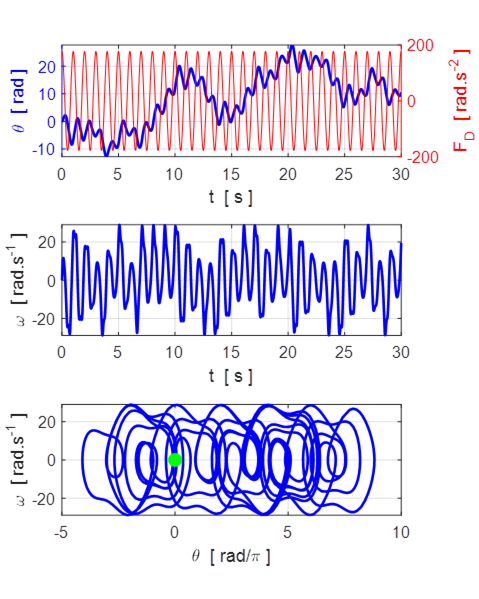 200
20
10
0
-10
θ [ rad ]
0
-200
F_D [ rad.s^-2 ]
0 5 10 15 20 25 30
t [ s ]
20
0
-20
ω [ rad.s^-1 ]
0 5 10 15 20 25 30
t [ s ]
20
0
-20
ω [ rad.s^-1 ]
-5 0 5 10
θ [ rad/π ]